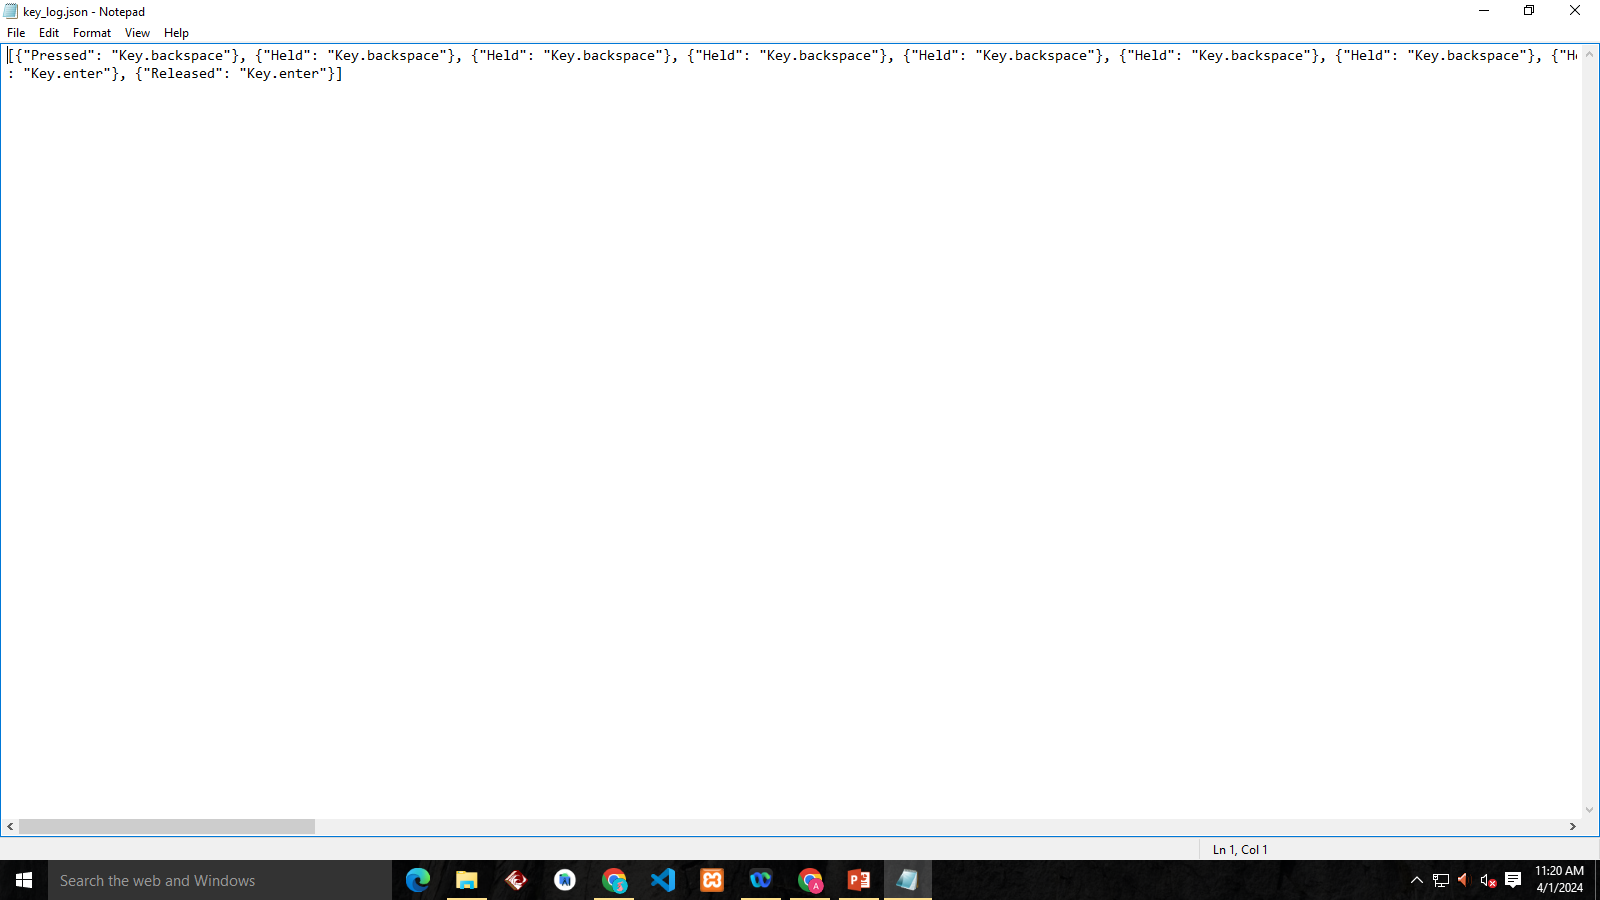 key_log.json - Notepad
File Edit Format View Help
[{"Pressed": "Key.backspace"}, {"Held": "Key.backspace"}, {"Held": "Key.backspace"}, {"Held": "Key.backspace"}, {"Held": "Key.backspace"}, {"Held": "Key.backspace"}, {"Held": "Key.backspace"}, {"He
: "Key.enter"}, {"Released": "Key.enter"}]
Ln 1, Col 1
Search the web and Windows
11:20 AM
4/1/2024